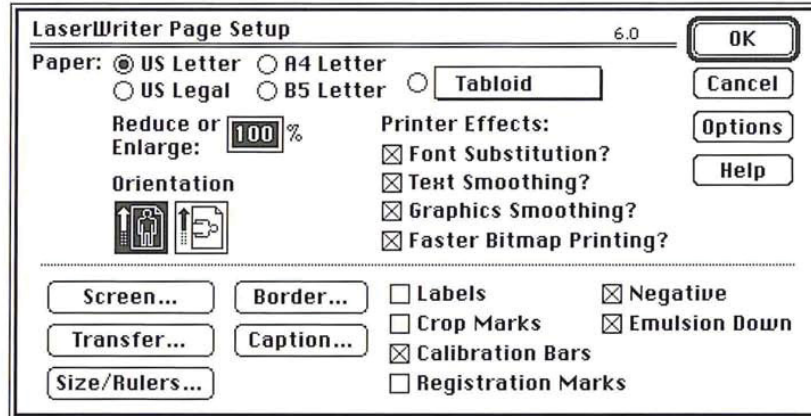 LaserWriter Page Setup 6.0 OK
Paper: US Letter A4 Letter
US Legal B5 Letter Tabloid Cancel
Reduce or Enlarge: 100 % Printer Effects: Options
Font Substitution?
Orientation Text Smoothing? Help
Graphics Smoothing?
Faster Bitmap Printing?
Screen... Border... Labels Negative
Transfer... Caption... Crop Marks Emulsion Down
Calibration Bars
Size/Rulers... Registration Marks